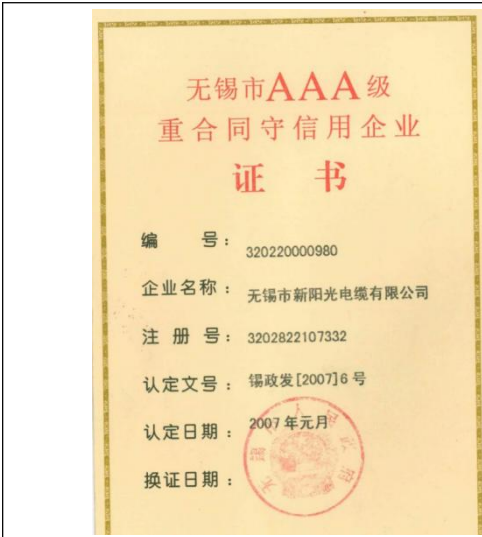 无锡市AAA级
重合同守信用企业
证 书
编 号：320220000980
企业名称：无锡市新阳光电缆有限公司
注 册 号：3202822107332
认定文号：锡政发[2007]6号
认定日期：2007年元月
换证日期：